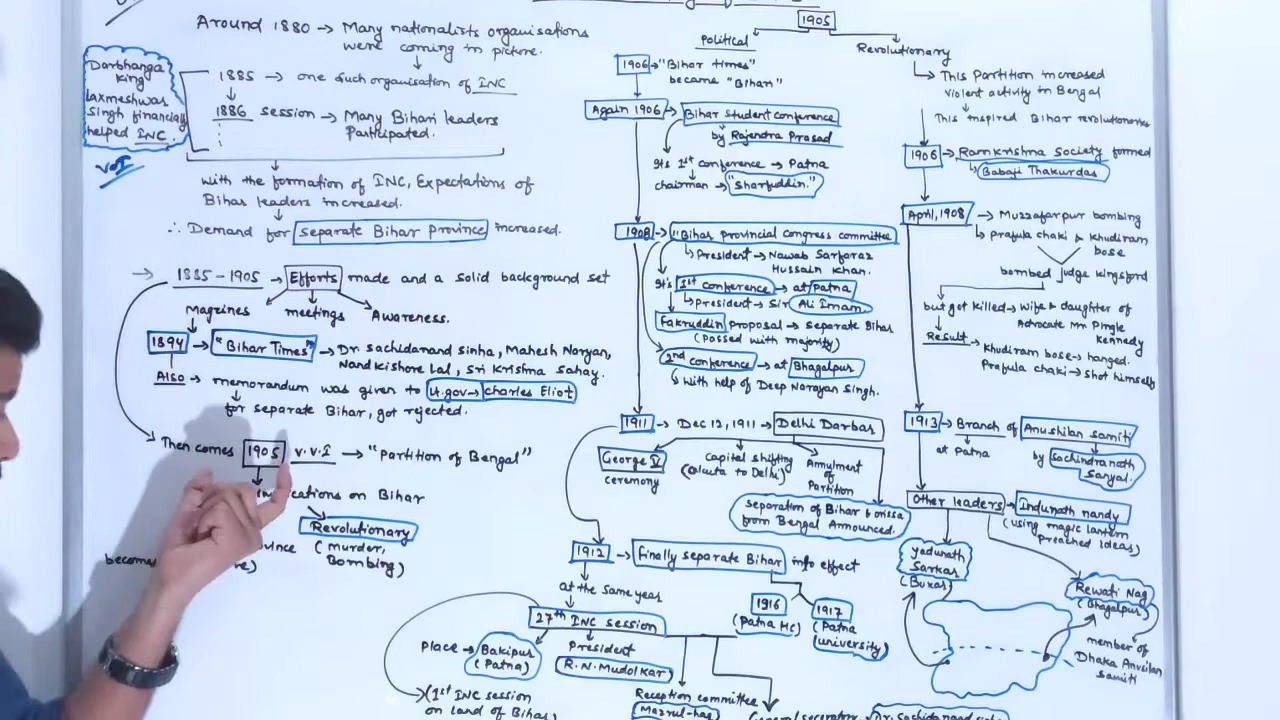 Around 1880 → Many nationalists organisations
were coming in picture.
Darbhanga
King
Laxmeshwar
Singh financially
helped INC.
VVI
1885 → one such organisation of INC
1886 session → Many Bihari leaders
Participated.
With the formation of INC, Expectations of
Bihar leaders increased.
∴ Demand for separate Bihar Province increased.
→ 1885-1905 → Efforts made and a solid background set
Magzines
meetings
Awareness.
1894 → "Bihar Times" → Dr. Sachidanand Sinha, Mahesh Naryan,
Nand Kishore Lal, Sri Krishna Sahay.
Also → memorandum was given to Lt.gov → Charles Eliot
for separate Bihar, got rejected.
Then comes 1905 v.v.I → "Partition of Bengal"
on Bihar
Revolutionary
(murder,
Bombing)
1905
Political
Revolutionary
1906 → "Bihar times"
became "Bihari"
Again 1906 → Bihar Student conference
by Rajendra Prasad
Its 1st conference → Patna
chairman → "Sharfuddin."
1908 → "Bihar provincial congress committee
President → Nawab Sarfaraz
Hussain Khan.
It's 1st conference → at Patna
President → Sir Ali Imam.
Fakruddin proposal → Separate Bihar
(passed with majority)
2nd conference → at Bhagalpur
with help of Deep Narayan Singh.
1911 → Dec 12, 1911 → Delhi Darbar
George V
ceremony
Capital shifting
(Calcuta to Delhi)
Annulment
of
Partition
Separation of Bihar & orissa
from Bengal Announced.
1912 → finally separate Bihar into effect
at the same year
1916
(Patna HC)
1917
(Patna
University)
27th INC session
Place → Bakipur
(Patna)
President
R.N. Mudolkar
(1st INC session
on land of Bihar)
Reception committee
Mazrul-haq
This Partition increased
violent activity in Bengal
This inspired Bihar revolutionaries
1906 → Ramkrishna Society formed
Babaji Thakurdas
April, 1908 → Muzzafarpur bombing
Prafula chaki & Khudiram
bose
bombed judge kingsford
but got killed → wife & daughter of
Advocate Mr. Pingle
Kennedy
Result → Khudiram bose → hanged.
Prafula chaki → shot himself
1913 → Branch of Anushilan samiti
at Patna
by Sachindranath
Sanyal.
Other leaders → Indunath nandy
(using magic lantern
preached ideas)
yadunath
Sarkar
(Buxar)
Rewati Nag
(Bhagalpur)
member of
Dhaka Anusilan
samiti